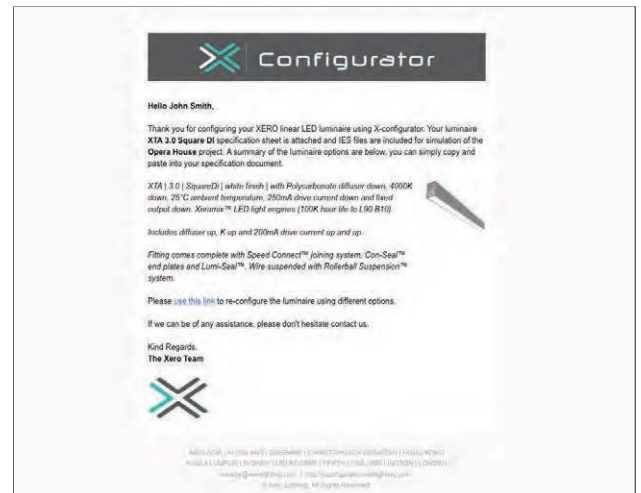 Configurator
Hello John Smith,
Thank you for configuring your XERO linear LED luminaire using X-configurator. Your luminaire
XTA 3.0 Square DI specification sheet is attached and IES files are included for simulation of the
Opera House project. A summary of the luminaire options are below, you can simply copy and
paste into your specification document.
XTA | 3.0 | SquareDi | white finish | with Polycarbonate diffuser down, 4000K
down, 25°C ambient temperature, 250mA drive current down and fixed
output down. Xeramix™ LED light engines (100K hour life to L90 B10).
Includes diffuser up, K up and 200mA drive current up and up.
Fitting comes complete with Speed Connect™ joining system, Con-Seal™
end plates and Lumi-Seal™. Wire suspended with Rollerball Suspension™
system.
Please use this link to re-configure the luminaire using different options.
If we can be of any assistance, please don't hesitate contact us.
Kind Regards,
The Xero Team
All Rights Reserved